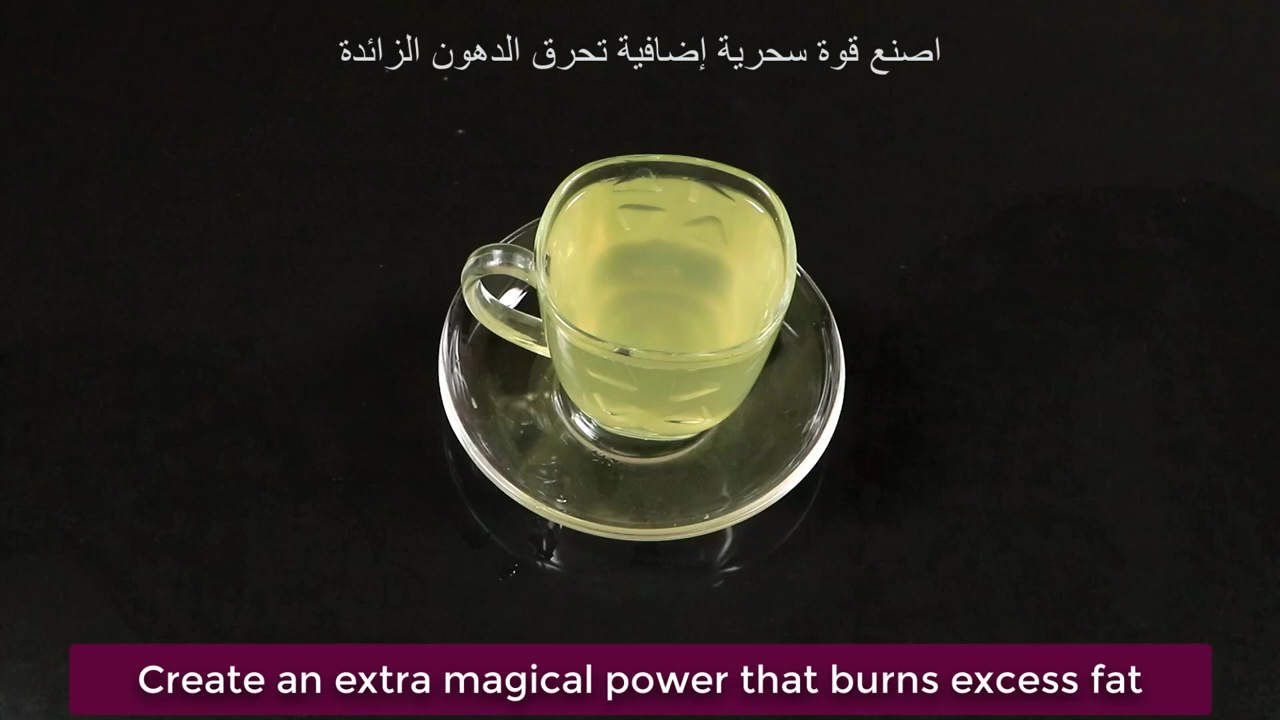 اصنع قوة سحرية إضافية تحرق الدهون الزائدة
Create an extra magical power that burns excess fat